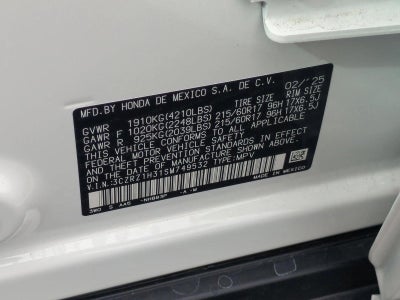 MFD.BY HONDA DE MEXICO S.A. DE C.V. 02/'25
GVWR 1910KG(4210LBS) TIRE SIZE RIM SIZE
GAWR F 1020KG(2248LBS) 215/60R17 96H 17X6.5J
GAWR R 925KG(2039LBS) 215/60R17 96H 17X6.5J
THIS VEHICLE CONFORMS TO ALL APPLICABLE
FEDERAL MOTOR VEHICLE SAFETY AND THEFT
PREVENTION STANDARDS IN EFFECT
ON THE DATE OF MANUFACTURE SHOWN ABOVE.
V.I.N.:3CZRZ1H31SM749532 TYPE:MPV
3W0 S AAS -NH883P -A -M MADE IN MEXICO